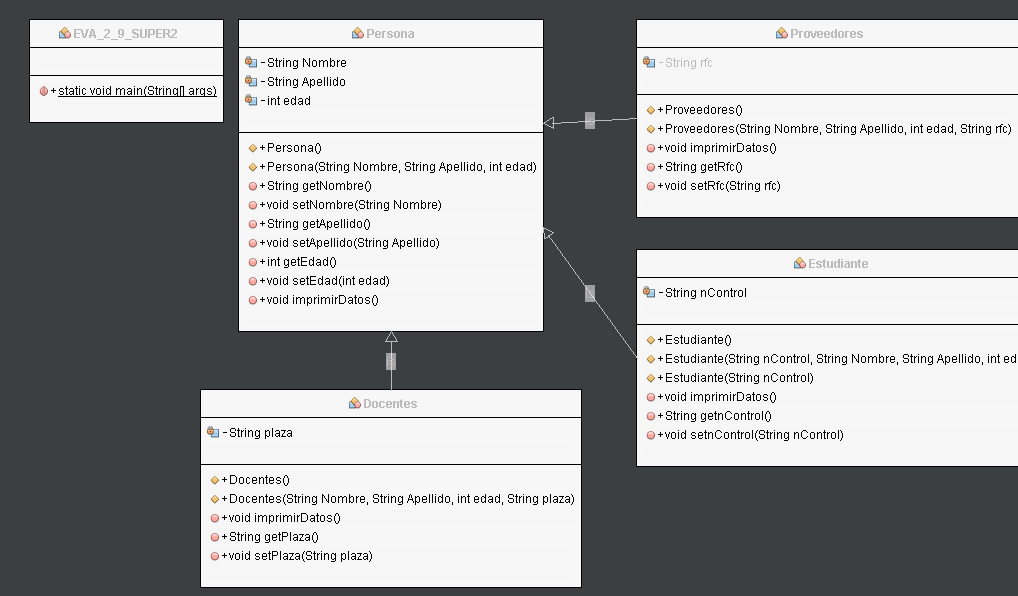 EVA_2_9_SUPER2
+static void main(String[] args)
Persona
-String Nombre
-String Apellido
-int edad
+Persona()
+Persona(String Nombre, String Apellido, int edad)
+String getNombre()
+void setNombre(String Nombre)
+String getApellido()
+void setApellido(String Apellido)
+int getEdad()
+void setEdad(int edad)
+void imprimirDatos()
Proveedores
-String rfc
+Proveedores()
+Proveedores(String Nombre, String Apellido, int edad, String rfc)
+void imprimirDatos()
+String getRfc()
+void setRfc(String rfc)
Estudiante
-String nControl
+Estudiante()
+Estudiante(String nControl, String Nombre, String Apellido, int ed
+Estudiante(String nControl)
+void imprimirDatos()
+String getnControl()
+void setnControl(String nControl)
Docentes
-String plaza
+Docentes()
+Docentes(String Nombre, String Apellido, int edad, String plaza)
+void imprimirDatos()
+String getPlaza()
+void setPlaza(String plaza)